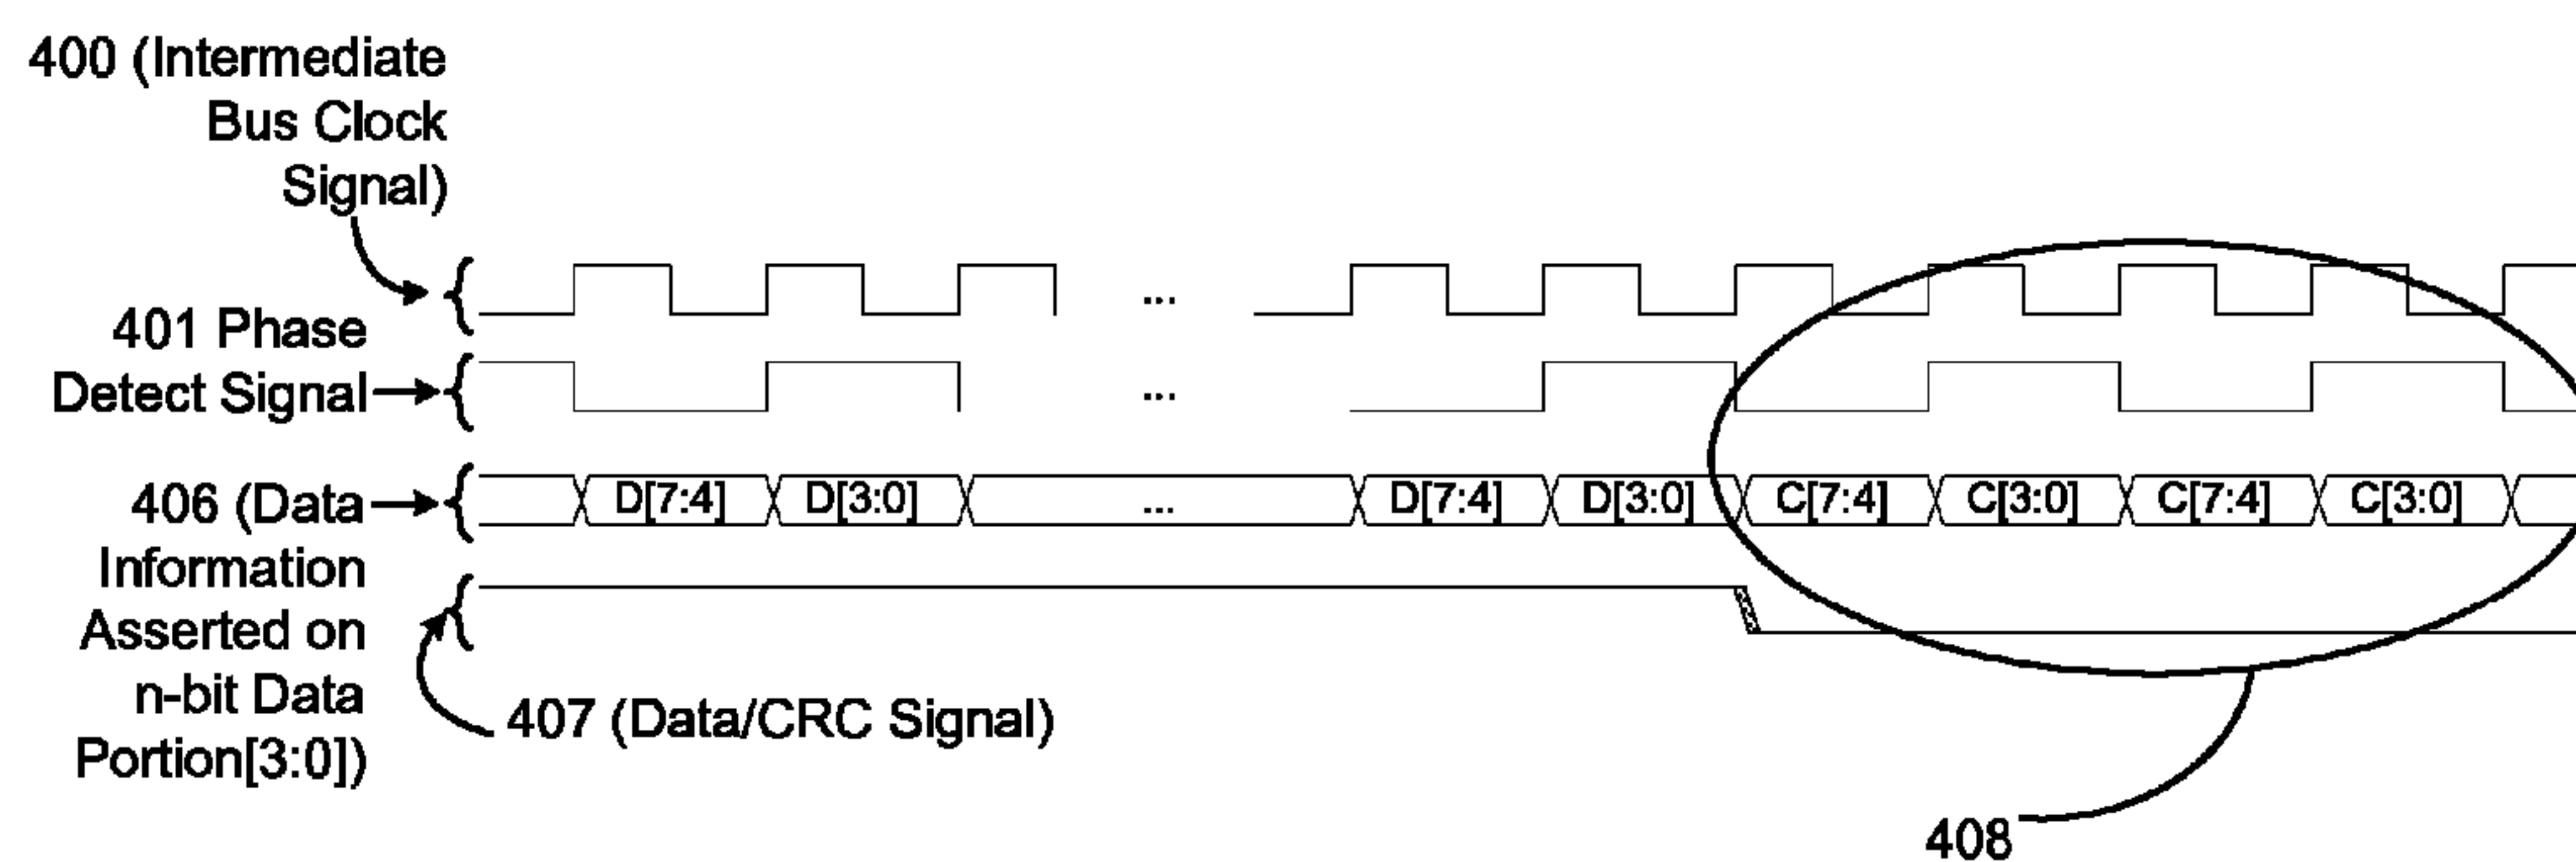 400 (Intermediate
Bus Clock
Signal)
...
401 Phase
Detect Signal
...
406 (Data
Information
Asserted on
n-bit Data
Portion[3:0])
D[7:4] D[3:0] ... D[7:4] D[3:0] C[7:4] C[3:0] C[7:4] C[3:0]
407 (Data/CRC Signal)
408